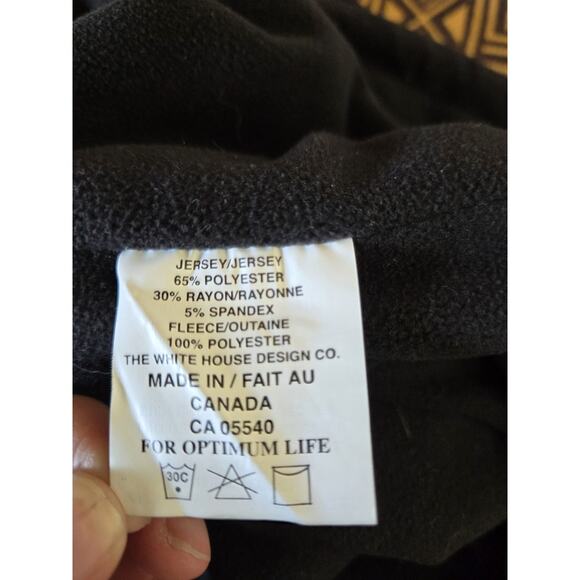 JERSEY/JERSEY
65% POLYESTER
30% RAYON/RAYONNE
5% SPANDEX
FLEECE/OUTAINE
100% POLYESTER
THE WHITE HOUSE DESIGN CO.
MADE IN / FAIT AU
CANADA
CA 05540
FOR OPTIMUM LIFE
30C